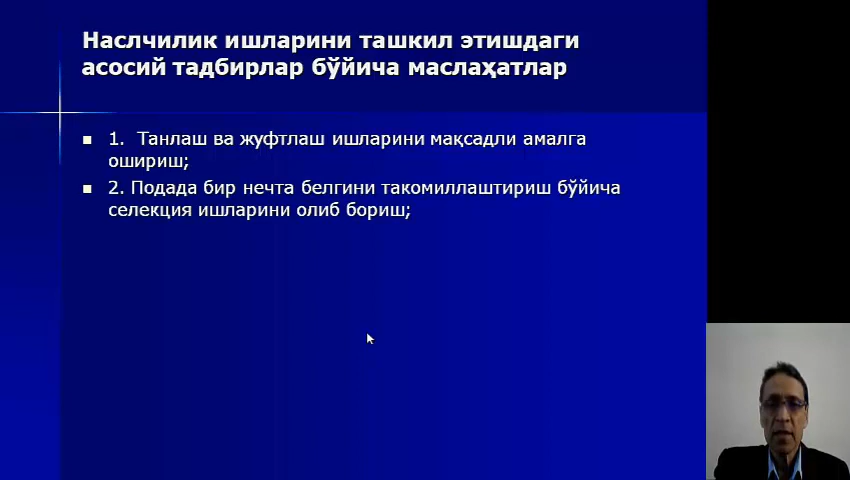 Наслчилик ишларини ташкил этишдаги
асосий тадбирлар бўйича маслаҳатлар
1. Танлаш ва жуфтлаш ишларини мақсадли амалга
ошириш;
2. Подада бир нечта белгини такомиллаштириш бўйича
селекция ишларини олиб бориш;